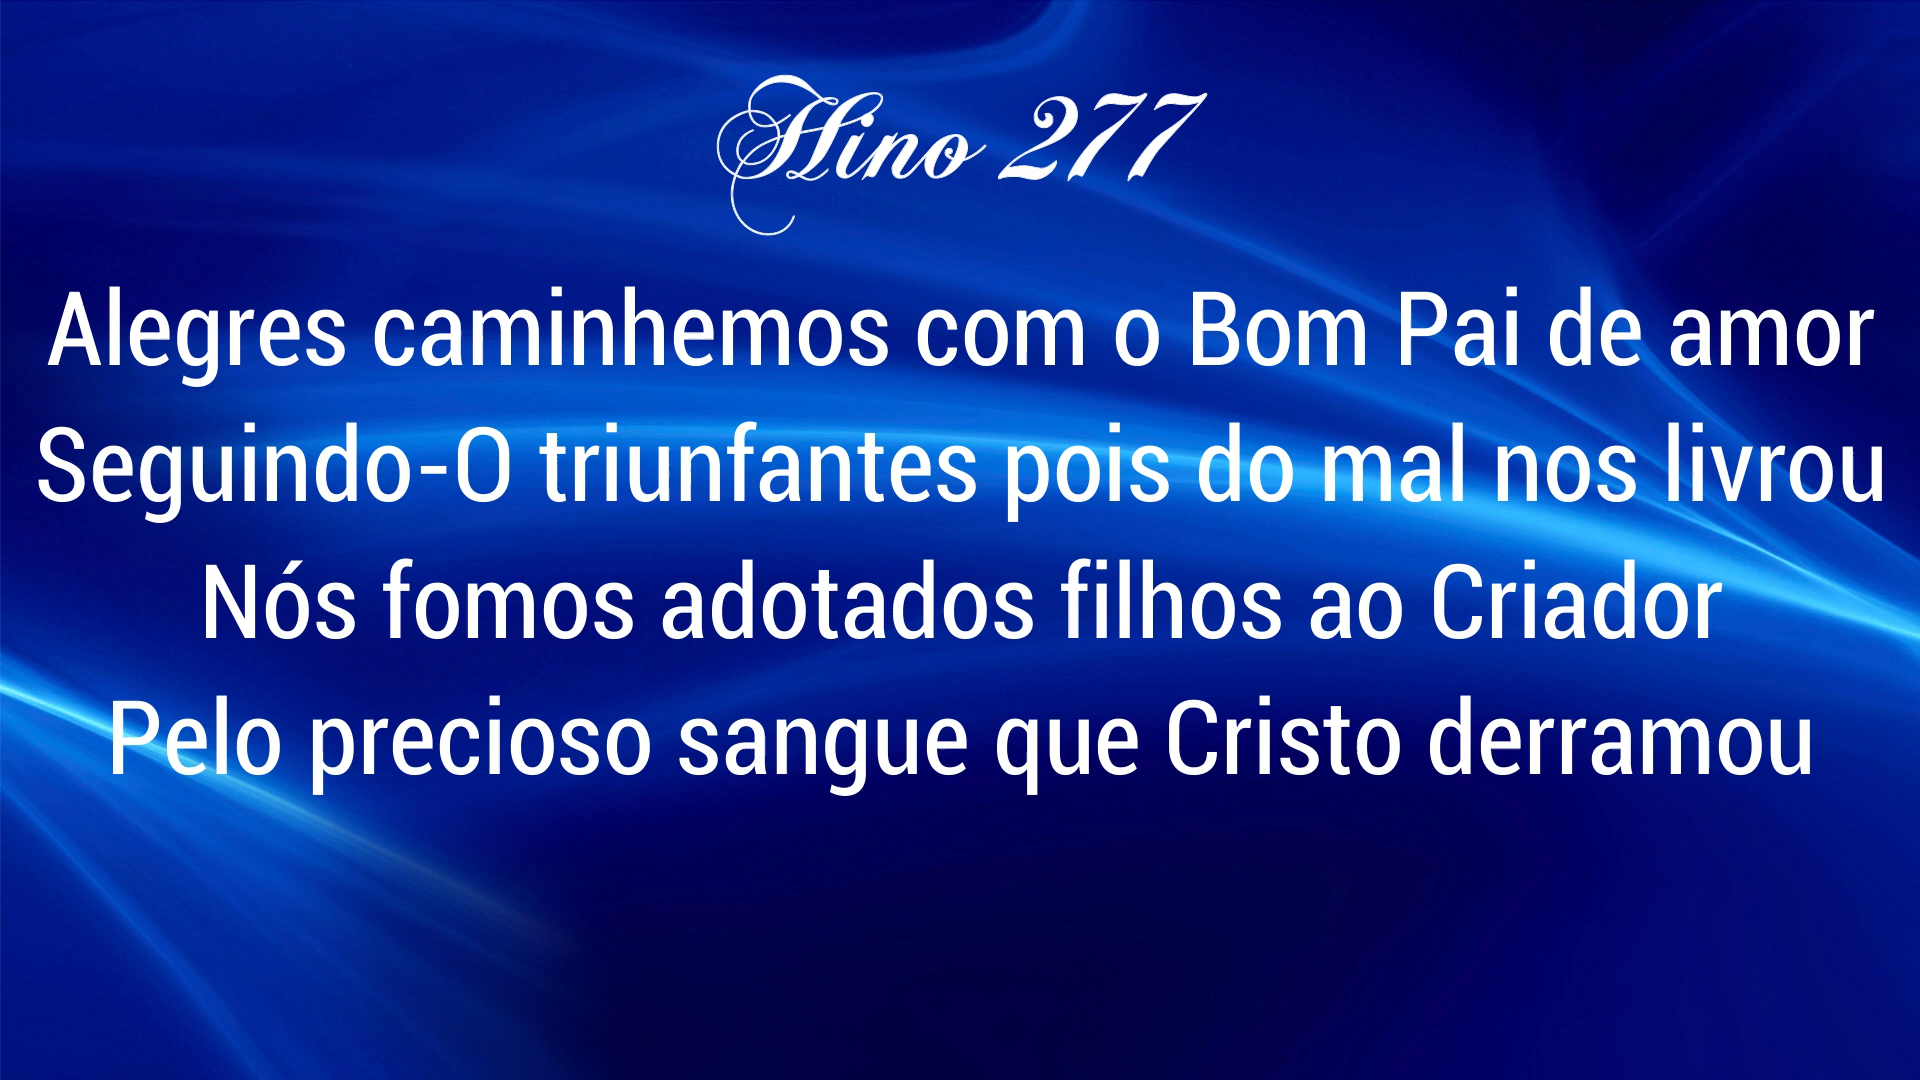 Hino 277
Alegres caminhemos com o Bom Pai de amor
Seguindo-O triunfantes pois do mal nos livrou
Nós fomos adotados filhos ao Criador
Pelo precioso sangue que Cristo derramou